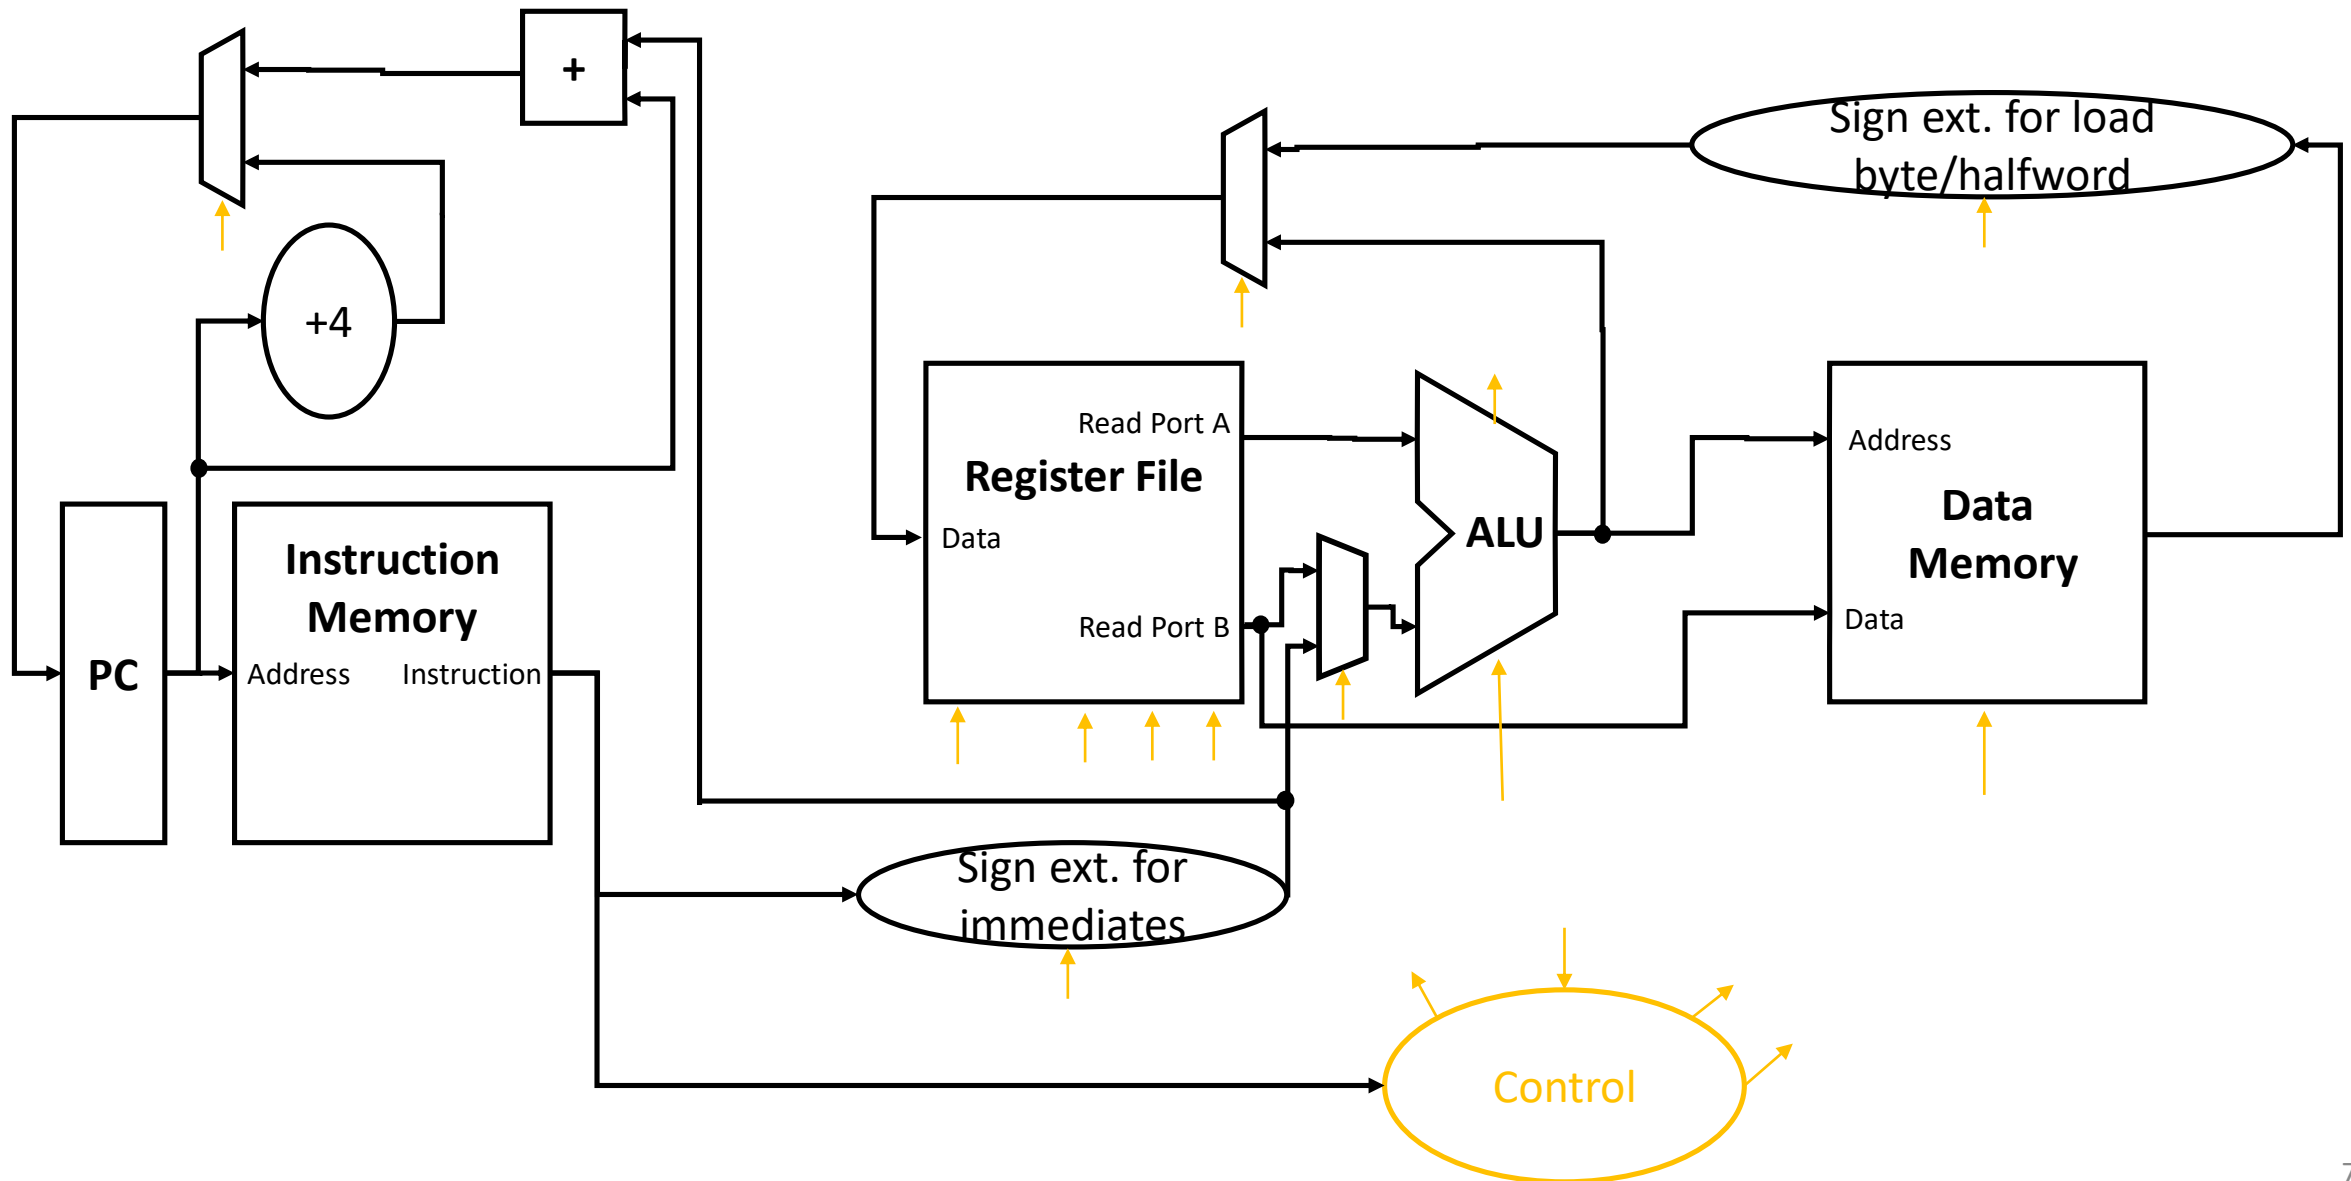 +
Sign ext. for load
byte/halfword
+4
Read Port A
Register File
Data
Read Port B
ALU
Address
Data
Memory
Data
Instruction
Memory
PC
Address
Instruction
Sign ext. for
immediates
Control